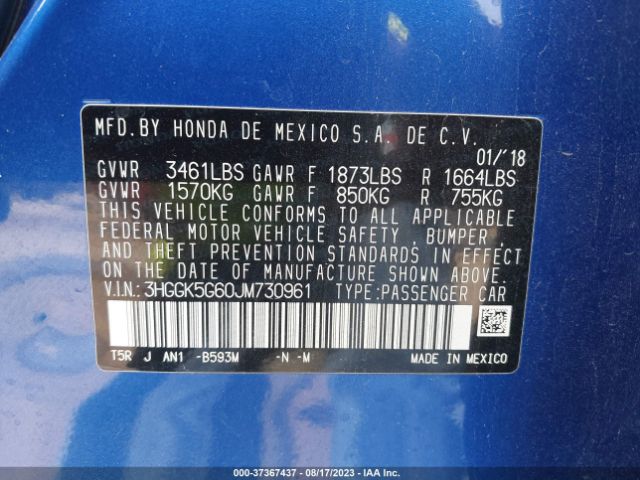 MFD.BY HONDA DE MEXICO S.A. DE C.V.
01/'18
GVWR 3461LBS GAWR F 1873LBS R 1664LBS
GVWR 1570KG GAWR F 850KG R 755KG
THIS VEHICLE CONFORMS TO ALL APPLICABLE
FEDERAL MOTOR VEHICLE SAFETY , BUMPER ,
AND THEFT PREVENTION STANDARDS IN EFFECT
ON THE DATE OF MANUFACTURE SHOWN ABOVE.
V.I.N.: 3HGGK5G60JM730961 TYPE:PASSENGER CAR
T5R J AN1 -B593M -N -M MADE IN MEXICO
000-37367437 - 08/17/2023 - IAA Inc.